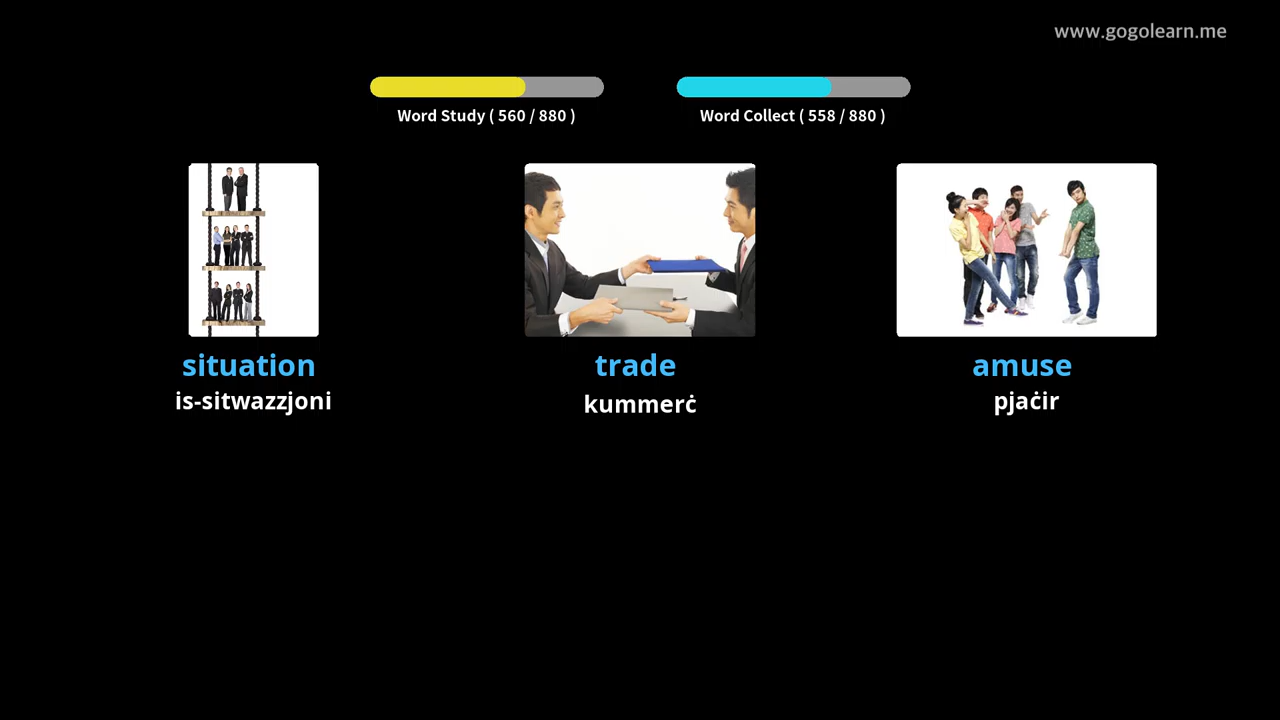 www.gogolearn.me
Word Study ( 560 / 880 )
Word Collect ( 558 / 880 )
situation
is-sitwazzjoni
trade
kummerċ
amuse
pjaċir